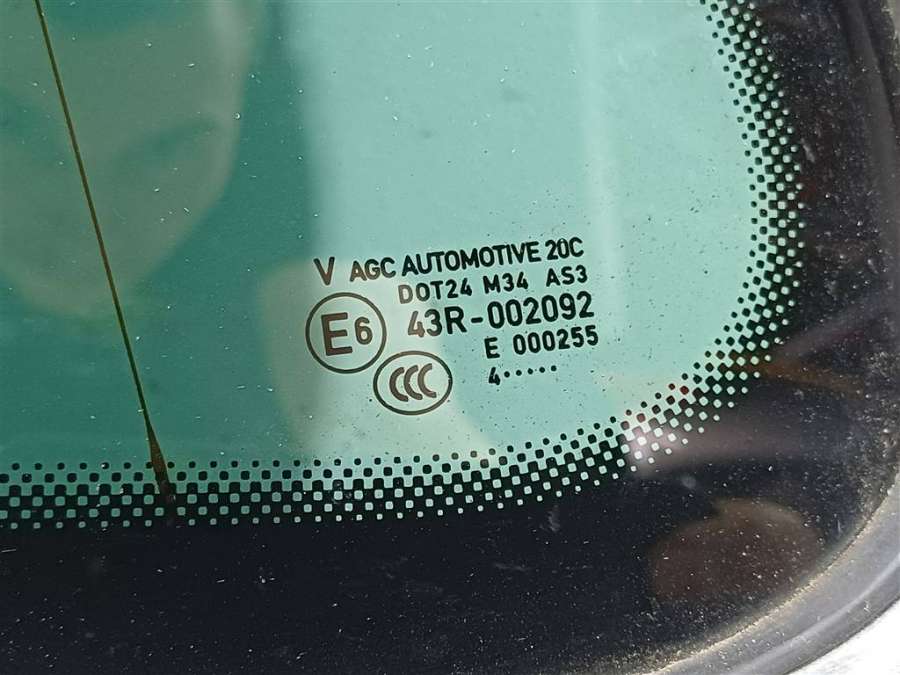 V AGC AUTOMOTIVE 20C
DOT24 M34 AS3
E6 43R-002092
E 000255
CCC 4·····